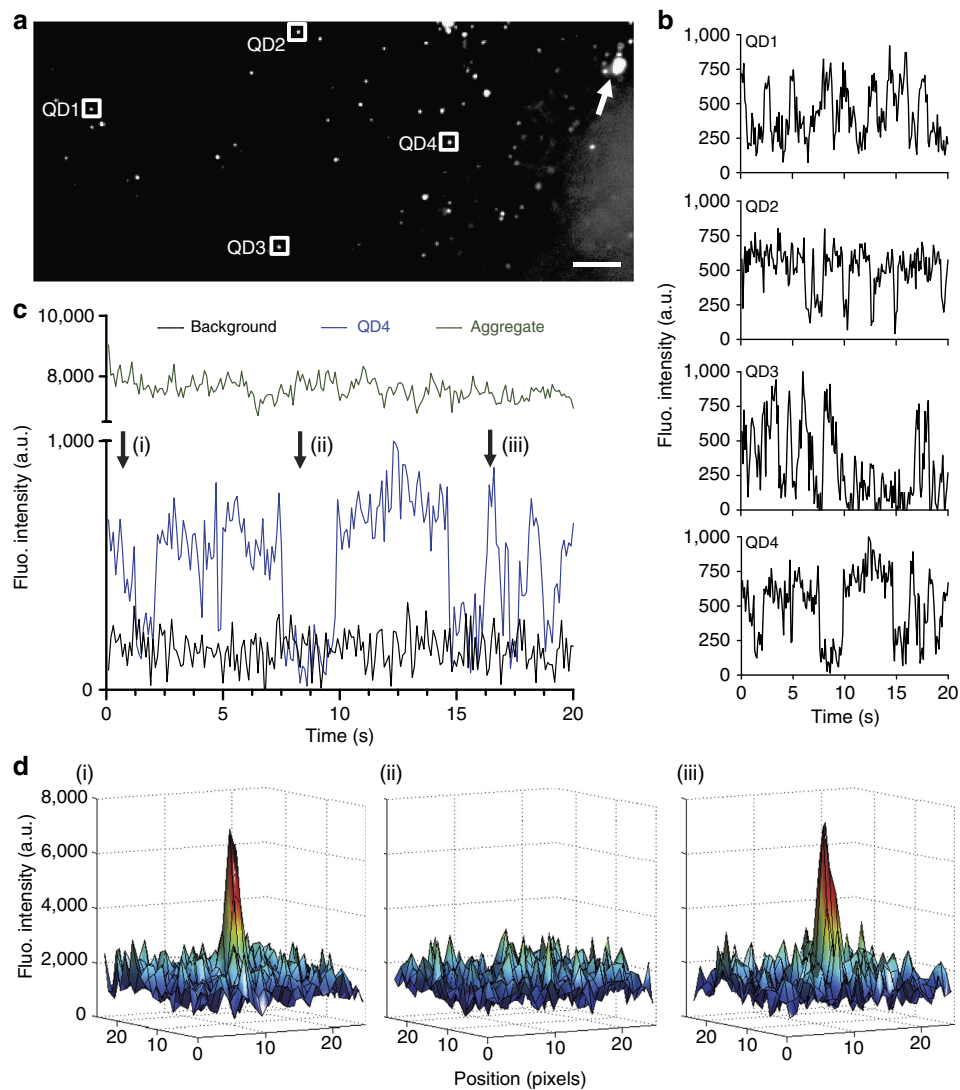 a
QD1
QD2
QD3
QD4
b
Fluo. intensity (a.u.)
QD1
1,000
750
500
250
0
QD2
1,000
750
500
250
0
QD3
1,000
750
500
250
0
QD4
1,000
750
500
250
0
0 5 10 15 20
Time (s)
c
Background QD4 Aggregate
Fluo. intensity (a.u.)
10,000
8,000
1,000
0
(i) (ii) (iii)
0 5 10 15 20
Time (s)
d
(i) (ii) (iii)
Fluo. intensity (a.u.)
8,000
6,000
4,000
2,000
0
20 10 0 10 20
20 10 0 10 20
20 10 0 10 20
Position (pixels)